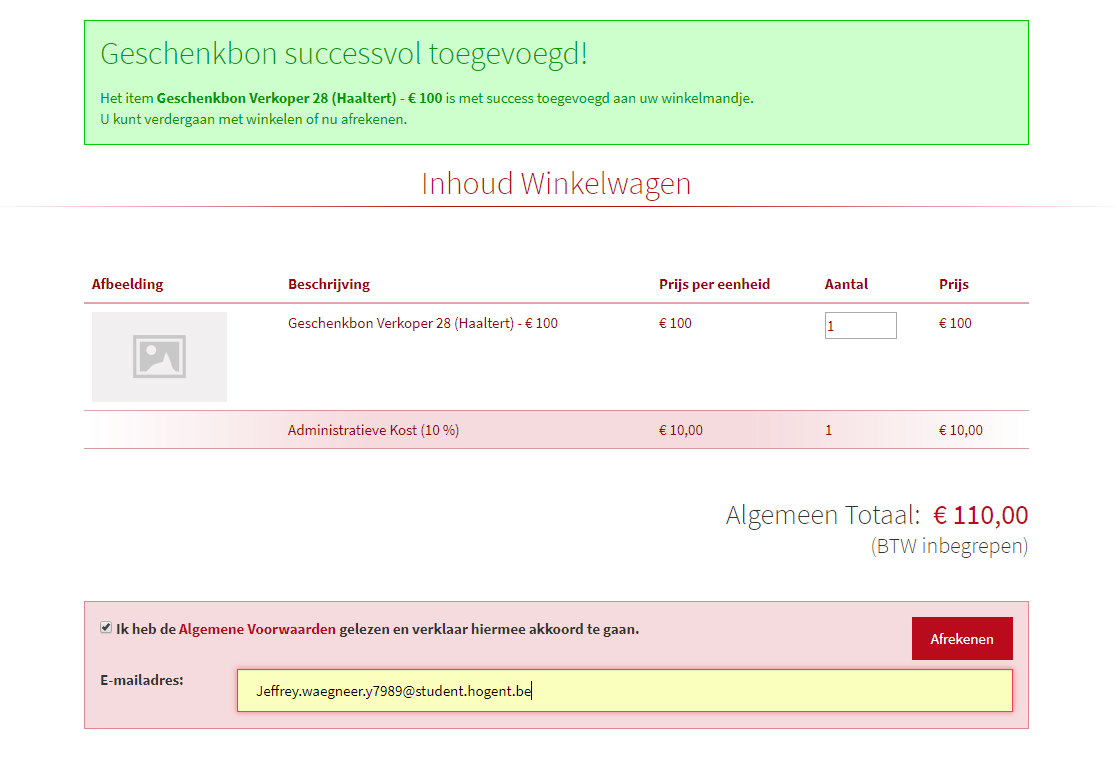 Geschenkbon successvol toegevoegd!
Het item Geschenkbon Verkoper 28 (Haaltert) - € 100 is met success toegevoegd aan uw winkelmandje.
U kunt verdergaan met winkelen of nu afrekenen.
Inhoud Winkelwagen
Afbeelding Beschrijving Prijs per eenheid Aantal Prijs
Geschenkbon Verkoper 28 (Haaltert) - € 100 € 100 1 € 100
Administratieve Kost (10 %) € 10,00 1 € 10,00
Algemeen Totaal: € 110,00
(BTW inbegrepen)
Ik heb de Algemene Voorwaarden gelezen en verklaar hiermee akkoord te gaan.
Afrekenen
E-mailadres: Jeffrey.waegneer.y7989@student.hogent.be